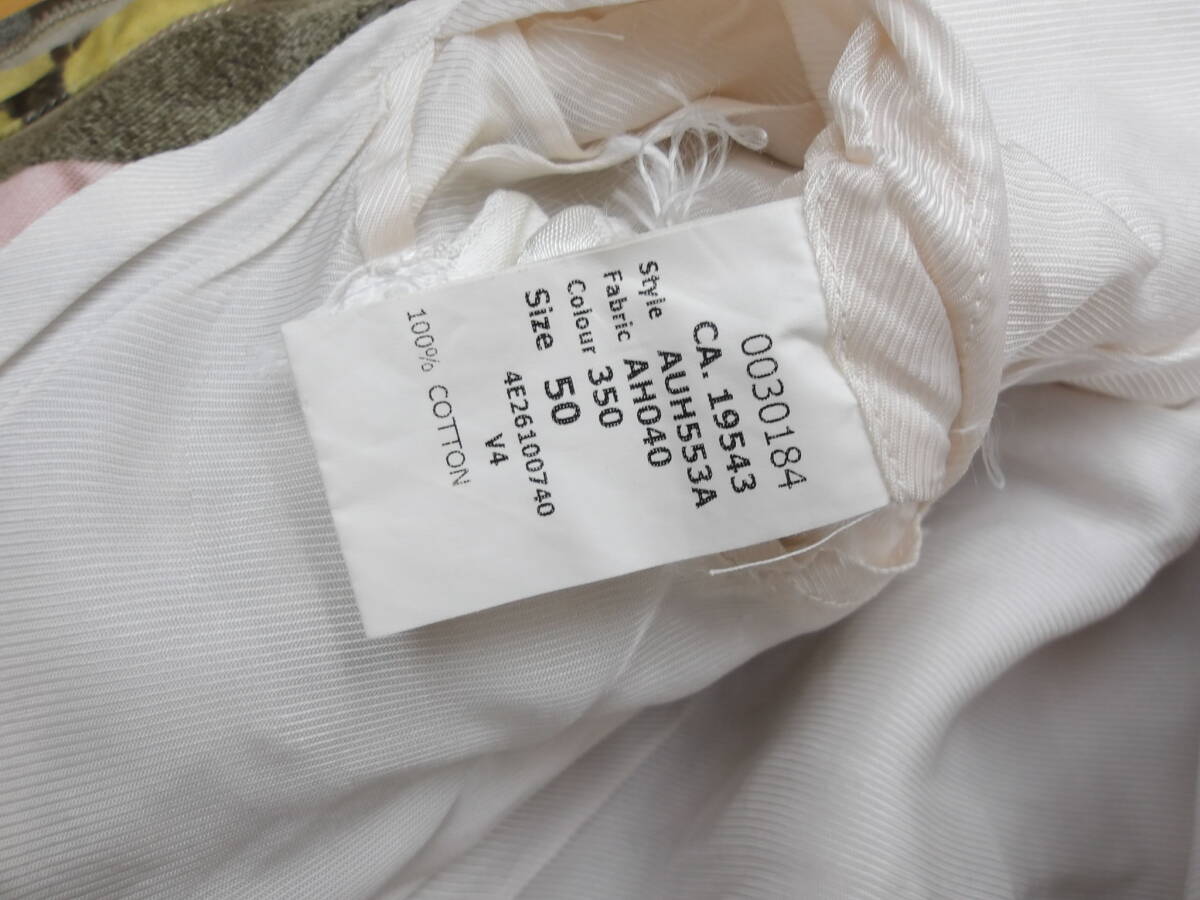 0030184
CA. 19543
Style AUH553A
Fabric AH040
Colour 350
Size 50
4E26100740
V4
100% COTTON